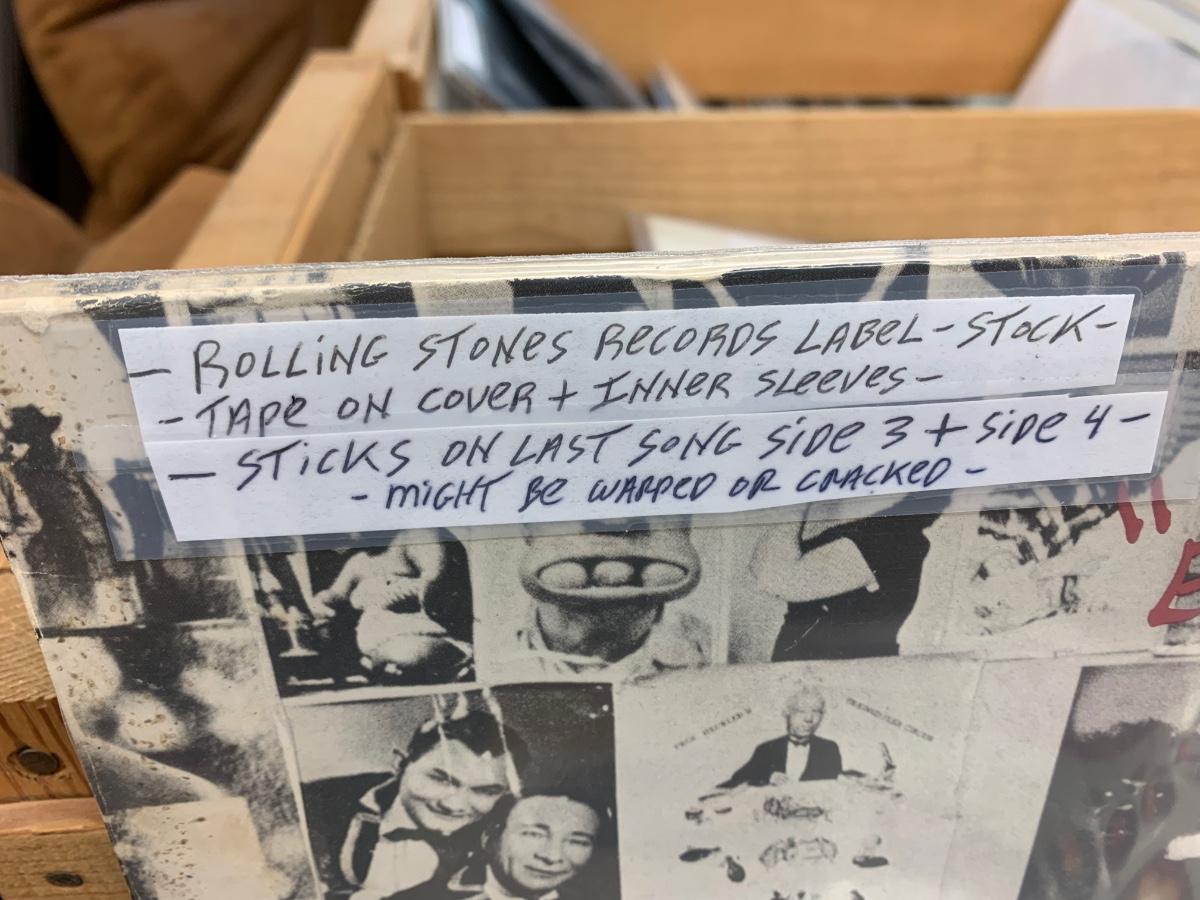 - ROLLING STONES RECORDS LABEL - STOCK -
- TAPE ON COVER + INNER SLEEVES -
- STICKS ON LAST SONG SIDE 3 + SIDE 4 -
- MIGHT BE WARPED OR CRACKED -
E